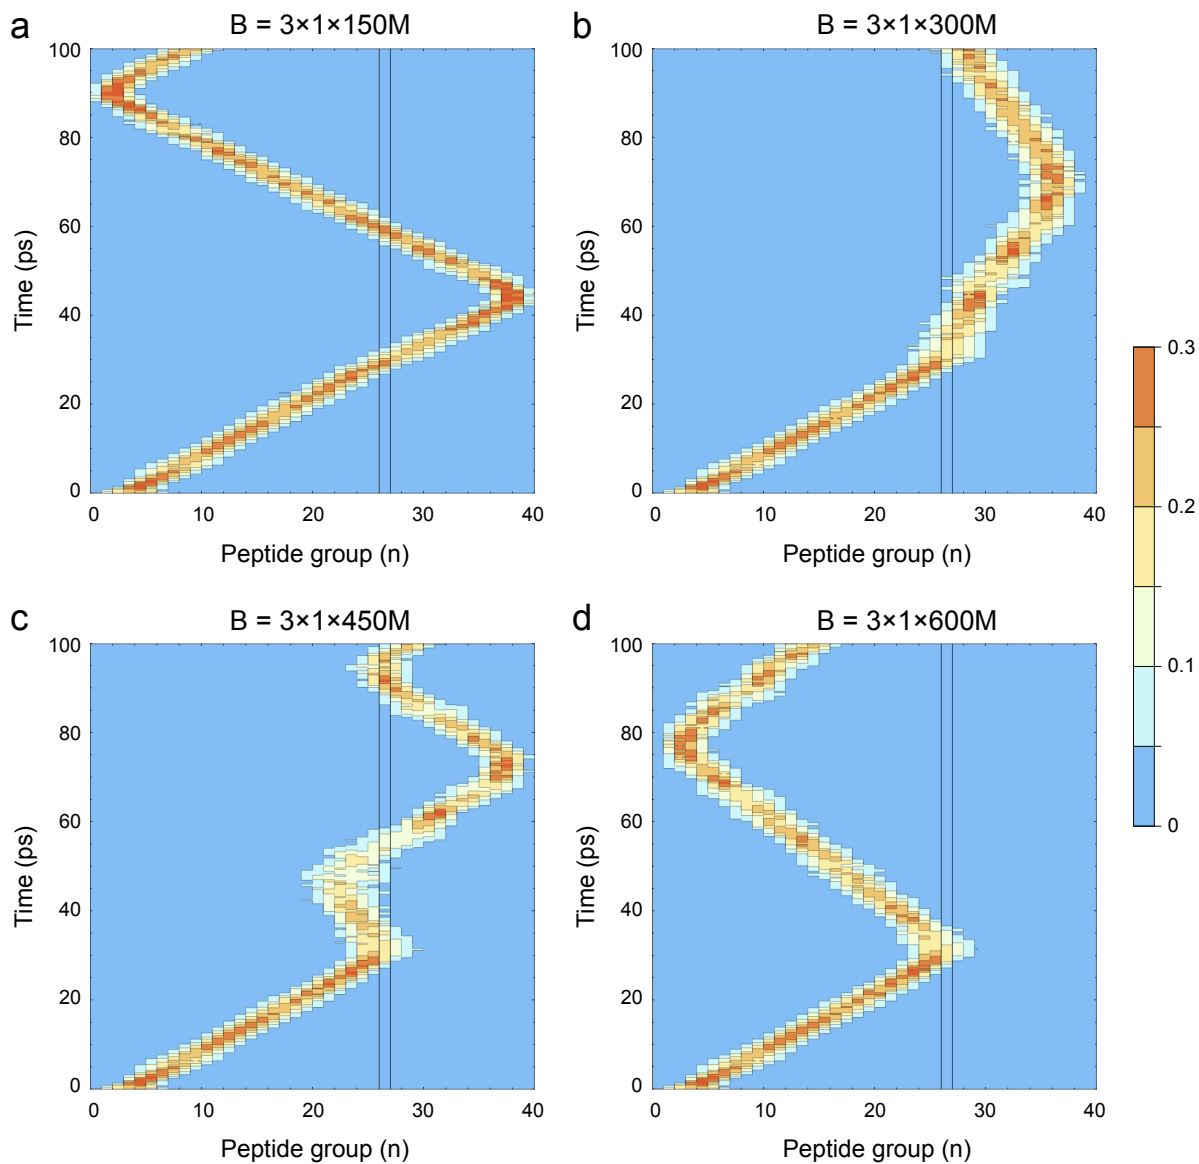 a
B = 3×1×150M
100
80
60
40
20
0
Time (ps)
0 10 20 30 40
Peptide group (n)
b
B = 3×1×300M
100
80
60
40
20
0
Time (ps)
0 10 20 30 40
Peptide group (n)
c
B = 3×1×450M
100
80
60
40
20
0
Time (ps)
0 10 20 30 40
Peptide group (n)
d
B = 3×1×600M
100
80
60
40
20
0
Time (ps)
0 10 20 30 40
Peptide group (n)
0.3
0.2
0.1
0